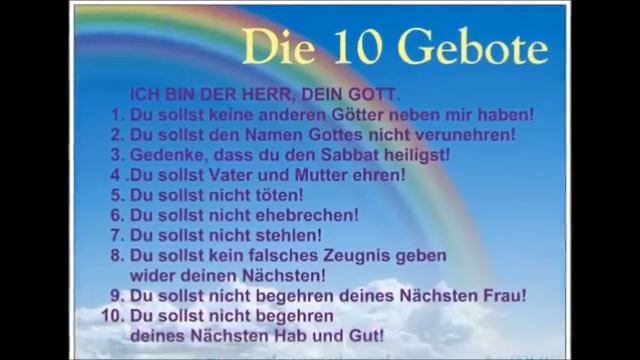 Die 10 Gebote
ICH BIN DER HERR, DEIN GOTT.
1. Du sollst keine anderen Götter neben mir haben!
2. Du sollst den Namen Gottes nicht verunehren!
3. Gedenke, dass du den Sabbat heiligst!
4 .Du sollst Vater und Mutter ehren!
5. Du sollst nicht töten!
6. Du sollst nicht ehebrechen!
7. Du sollst nicht stehlen!
8. Du sollst kein falsches Zeugnis geben
wider deinen Nächsten!
9. Du sollst nicht begehren deines Nächsten Frau!
10. Du sollst nicht begehren
deines Nächsten Hab und Gut!